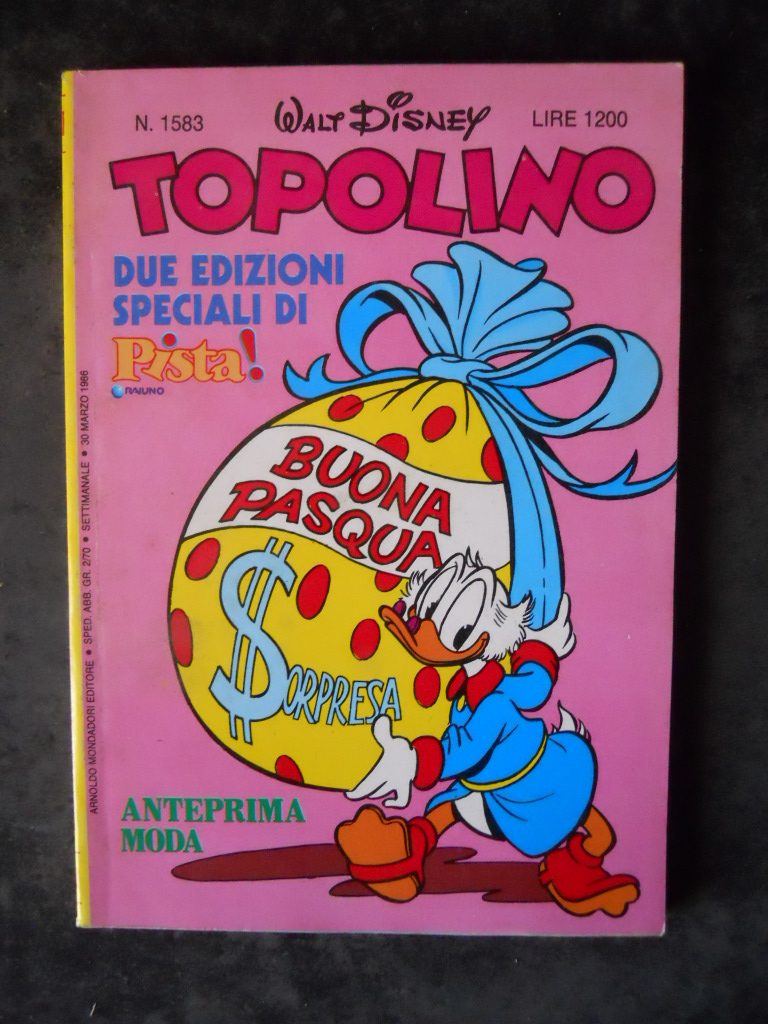 N. 1583
WALT DISNEY
LIRE 1200
TOPOLINO
DUE EDIZIONI
SPECIALI DI
Pista!
RAIUNO
BUONA
PASQUA
$ORPRESA
ANTEPRIMA
MODA
ARNOLDO MONDADORI EDITORE • SPED. ABB. GR. 2/70 • SETTIMANALE • 30 MARZO 1986